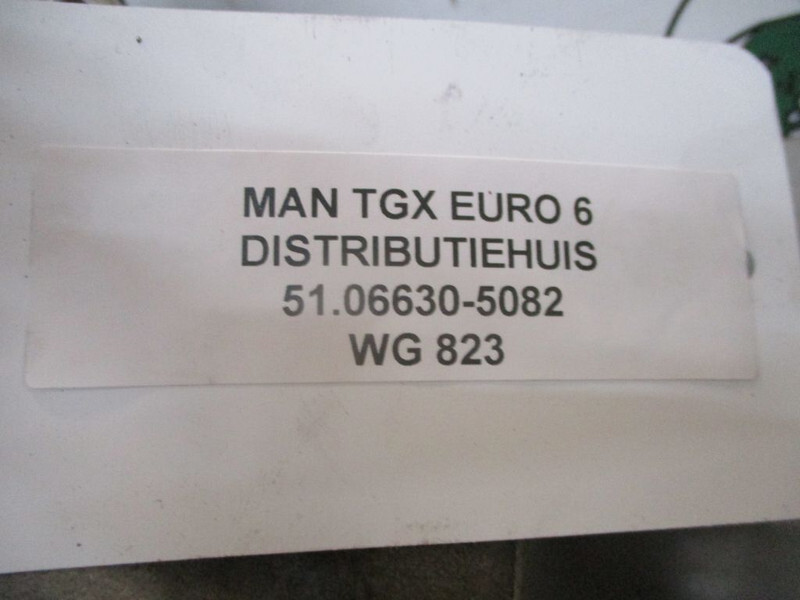 MAN TGX EURO 6
DISTRIBUTIEHUIS
51.06630-5082
WG 823